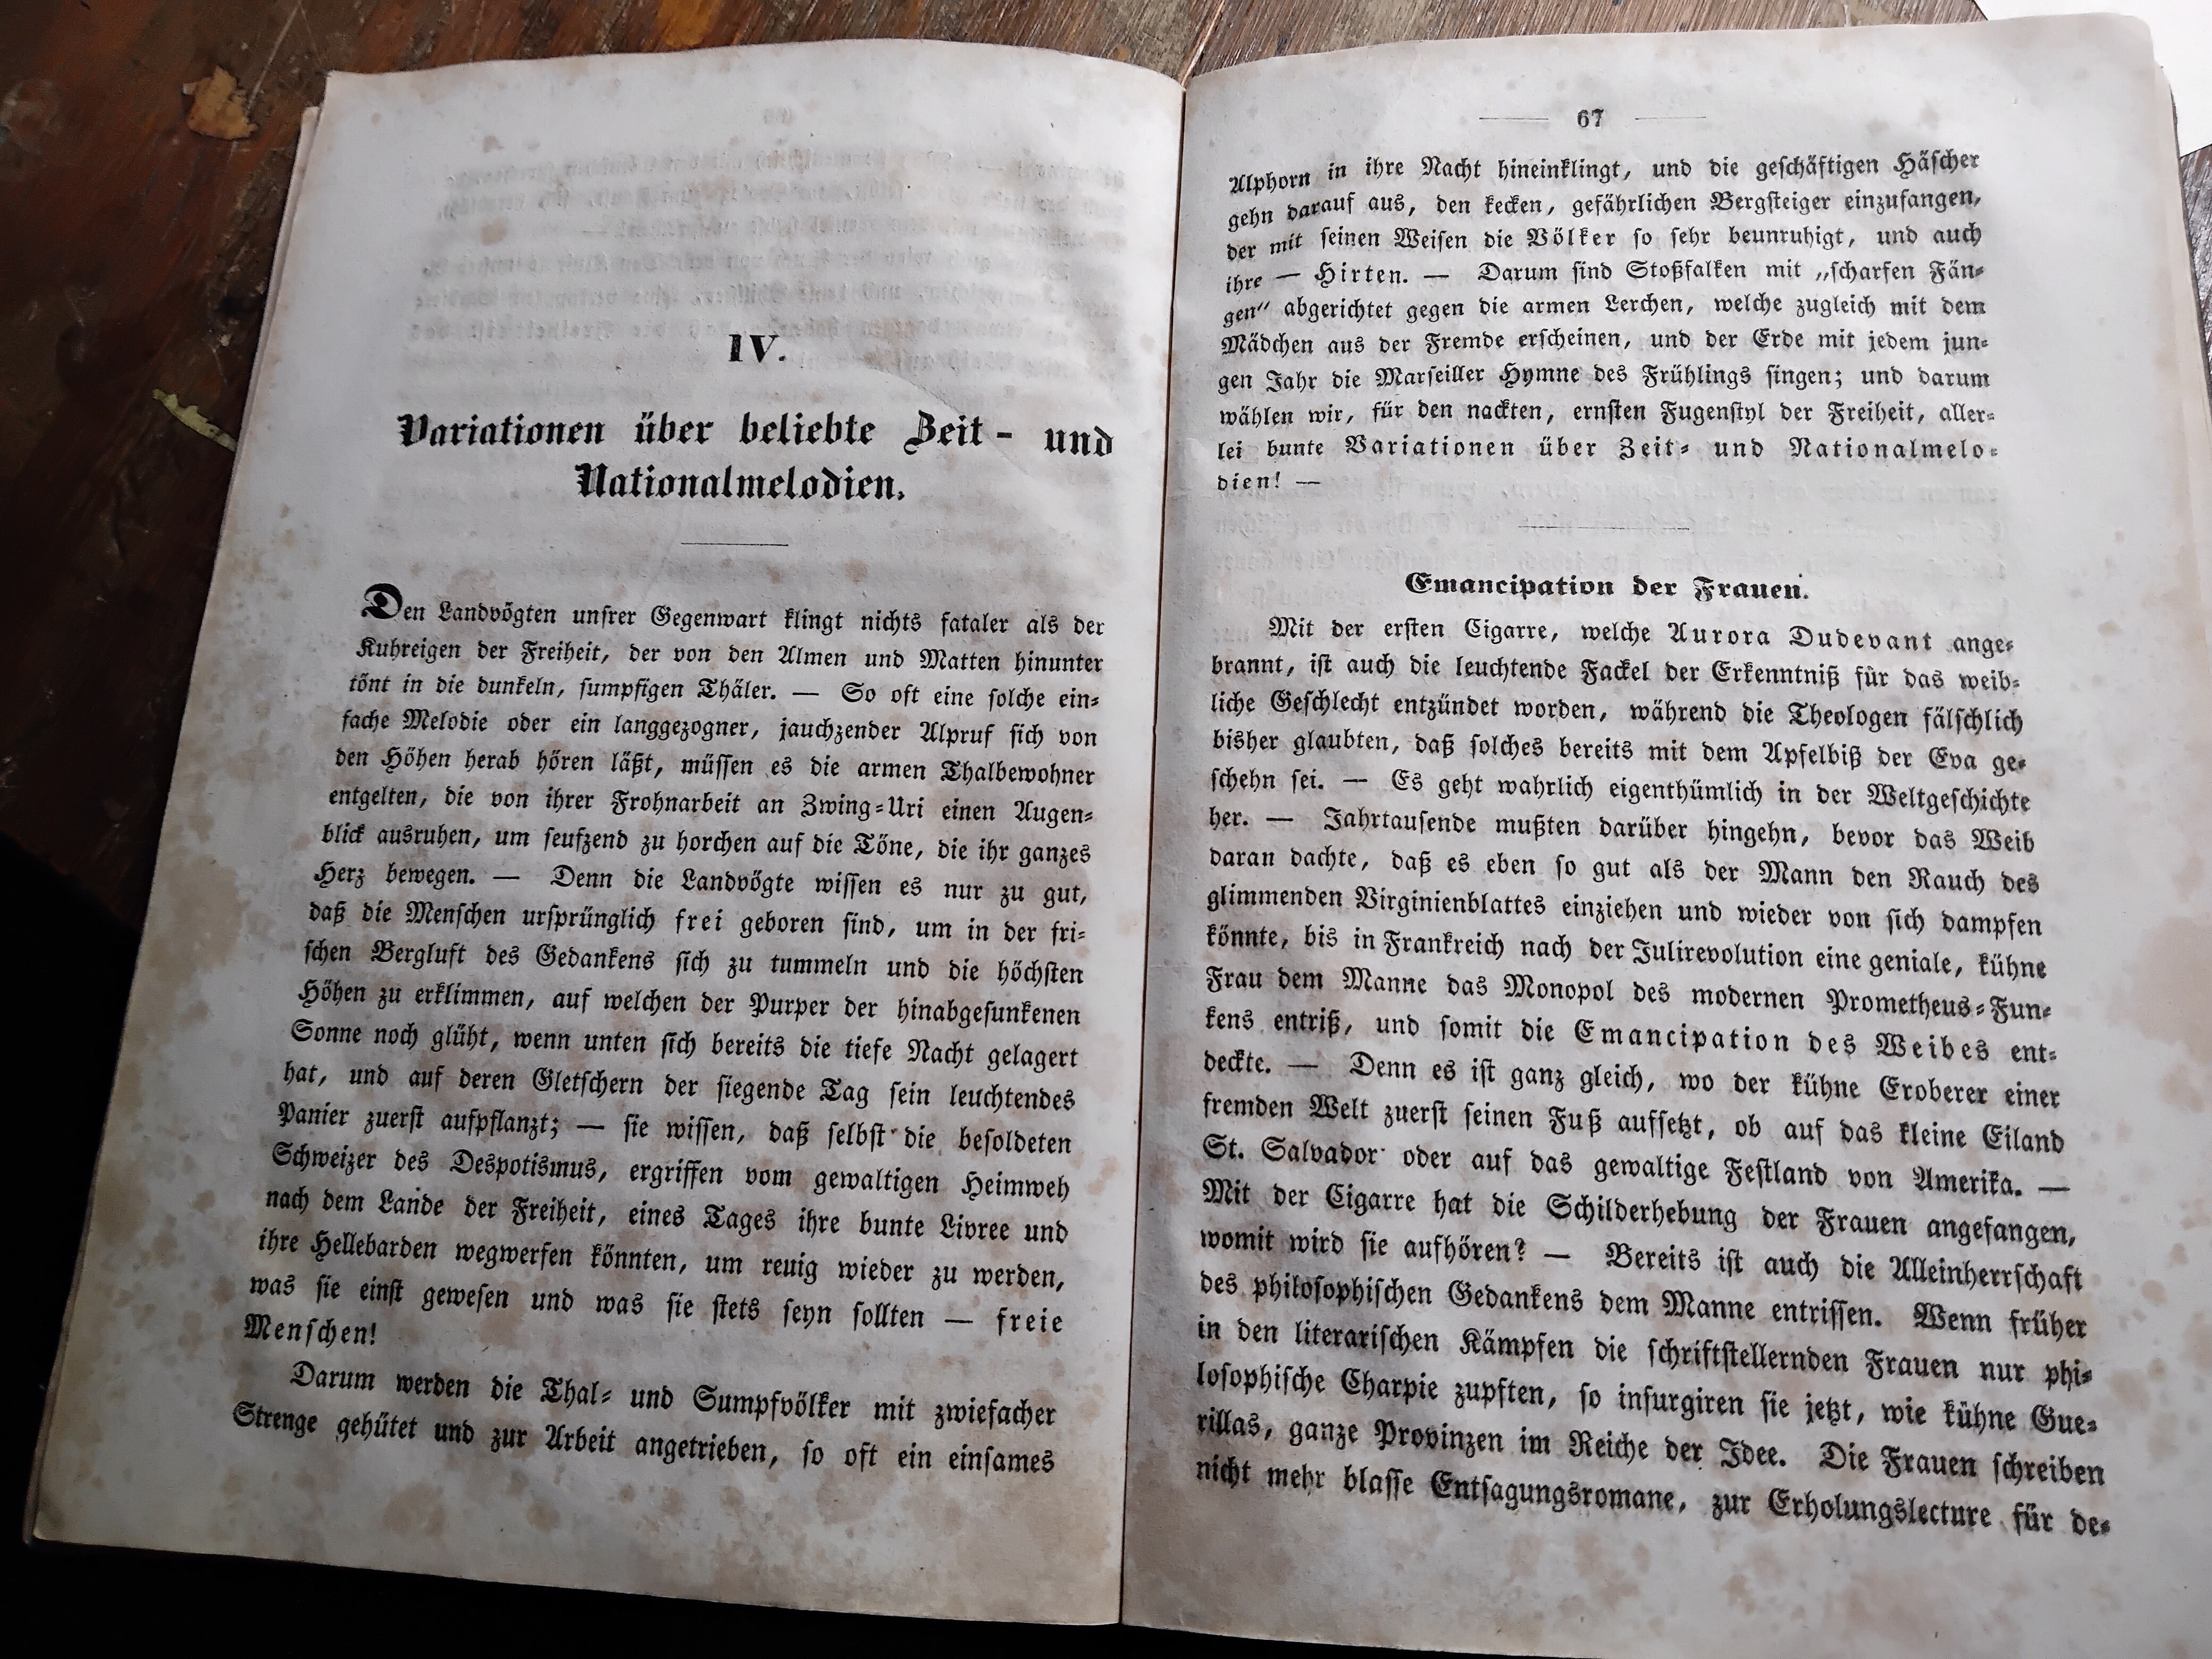 IV.
Variationen über beliebte Zeit- und
Nationalmelodien.
Den Landvögten unsrer Gegenwart klingt nichts fataler als der
Kuhreigen der Freiheit, der von den Almen und Matten hinunter
tönt in die dunkeln, sumpfigen Thäler. — So oft eine solche ein-
fache Melodie oder ein langgezogner, jauchzender Alpruf sich von
den Höhen herab hören läßt, müssen es die armen Thalbewohner
entgelten, die von ihrer Frohnarbeit an Zwing-Uri einen Augen-
blick ausruhen, um seufzend zu horchen auf die Töne, die ihr ganzes
Herz bewegen. — Denn die Landvögte wissen es nur zu gut,
daß die Menschen ursprünglich frei geboren sind, um in der fri-
schen Bergluft des Gedankens sich zu tummeln und die höchsten
Höhen zu erklimmen, auf welchen der Purper der hinabgesunkenen
Sonne noch glüht, wenn unten sich bereits die tiefe Nacht gelagert
hat, und auf deren Gletschern der siegende Tag sein leuchtendes
Panier zuerst aufpflanzt; — sie wissen, daß selbst die besoldeten
Schweizer des Despotismus, ergriffen vom gewaltigen Heimweh
nach dem Lande der Freiheit, eines Tages ihre bunte Livree und
ihre Hellebarden wegwerfen könnten, um reuig wieder zu werden,
was sie einst gewesen und was sie stets seyn sollten — freie
Menschen!
Darum werden die Thal- und Sumpfvölker mit zwiefacher
Strenge gehütet und zur Arbeit angetrieben, so oft ein einsames
67
Alphorn in ihre Nacht hineinklingt, und die geschäftigen Häscher
gehn darauf aus, den kecken, gefährlichen Bergsteiger einzufangen,
der mit seinen Weisen die Völker so sehr beunruhigt, und auch
ihre — Hirten. — Darum sind Stoßfalken mit „scharfen Fän-
gen“ abgerichtet gegen die armen Lerchen, welche zugleich mit dem
Mädchen aus der Fremde erscheinen, und der Erde mit jedem jun-
gen Jahr die Marseiller Hymne des Frühlings singen; und darum
wählen wir, für den nackten, ernsten Fugenstyl der Freiheit, aller-
lei bunte Variationen über Zeit- und Nationalmelo-
dien! —
Emancipation der Frauen.
Mit der ersten Cigarre, welche Aurora Dudevant ange-
brannt, ist auch die leuchtende Fackel der Erkenntniß für das weib-
liche Geschlecht entzündet worden, während die Theologen fälschlich
bisher glaubten, daß solches bereits mit dem Apfelbiß der Eva ge-
schehn sei. — Es geht wahrlich eigenthümlich in der Weltgeschichte
her. — Jahrtausende mußten darüber hingehn, bevor das Weib
daran dachte, daß es eben so gut als der Mann den Rauch des
glimmenden Virginienblattes einziehen und wieder von sich dampfen
könnte, bis in Frankreich nach der Julirevolution eine geniale, kühne
Frau dem Manne das Monopol des modernen Prometheus-Fun-
kens entriß, und somit die Emancipation des Weibes ent-
deckte. — Denn es ist ganz gleich, wo der kühne Eroberer einer
fremden Welt zuerst seinen Fuß aufsetzt, ob auf das kleine Eiland
St. Salvador oder auf das gewaltige Festland von Amerika. —
Mit der Cigarre hat die Schilderhebung der Frauen angefangen,
womit wird sie aufhören? — Bereits ist auch die Alleinherrschaft
des philosophischen Gedankens dem Manne entrissen. Wenn früher
in den literarischen Kämpfen die schriftstellernden Frauen nur phi-
losophische Charpie zupften, so insurgiren sie jetzt, wie kühne Gue-
rillas, ganze Provinzen im Reiche der Idee. Die Frauen schreiben
nicht mehr blasse Entsagungsromane, zur Erholungslecture für de-